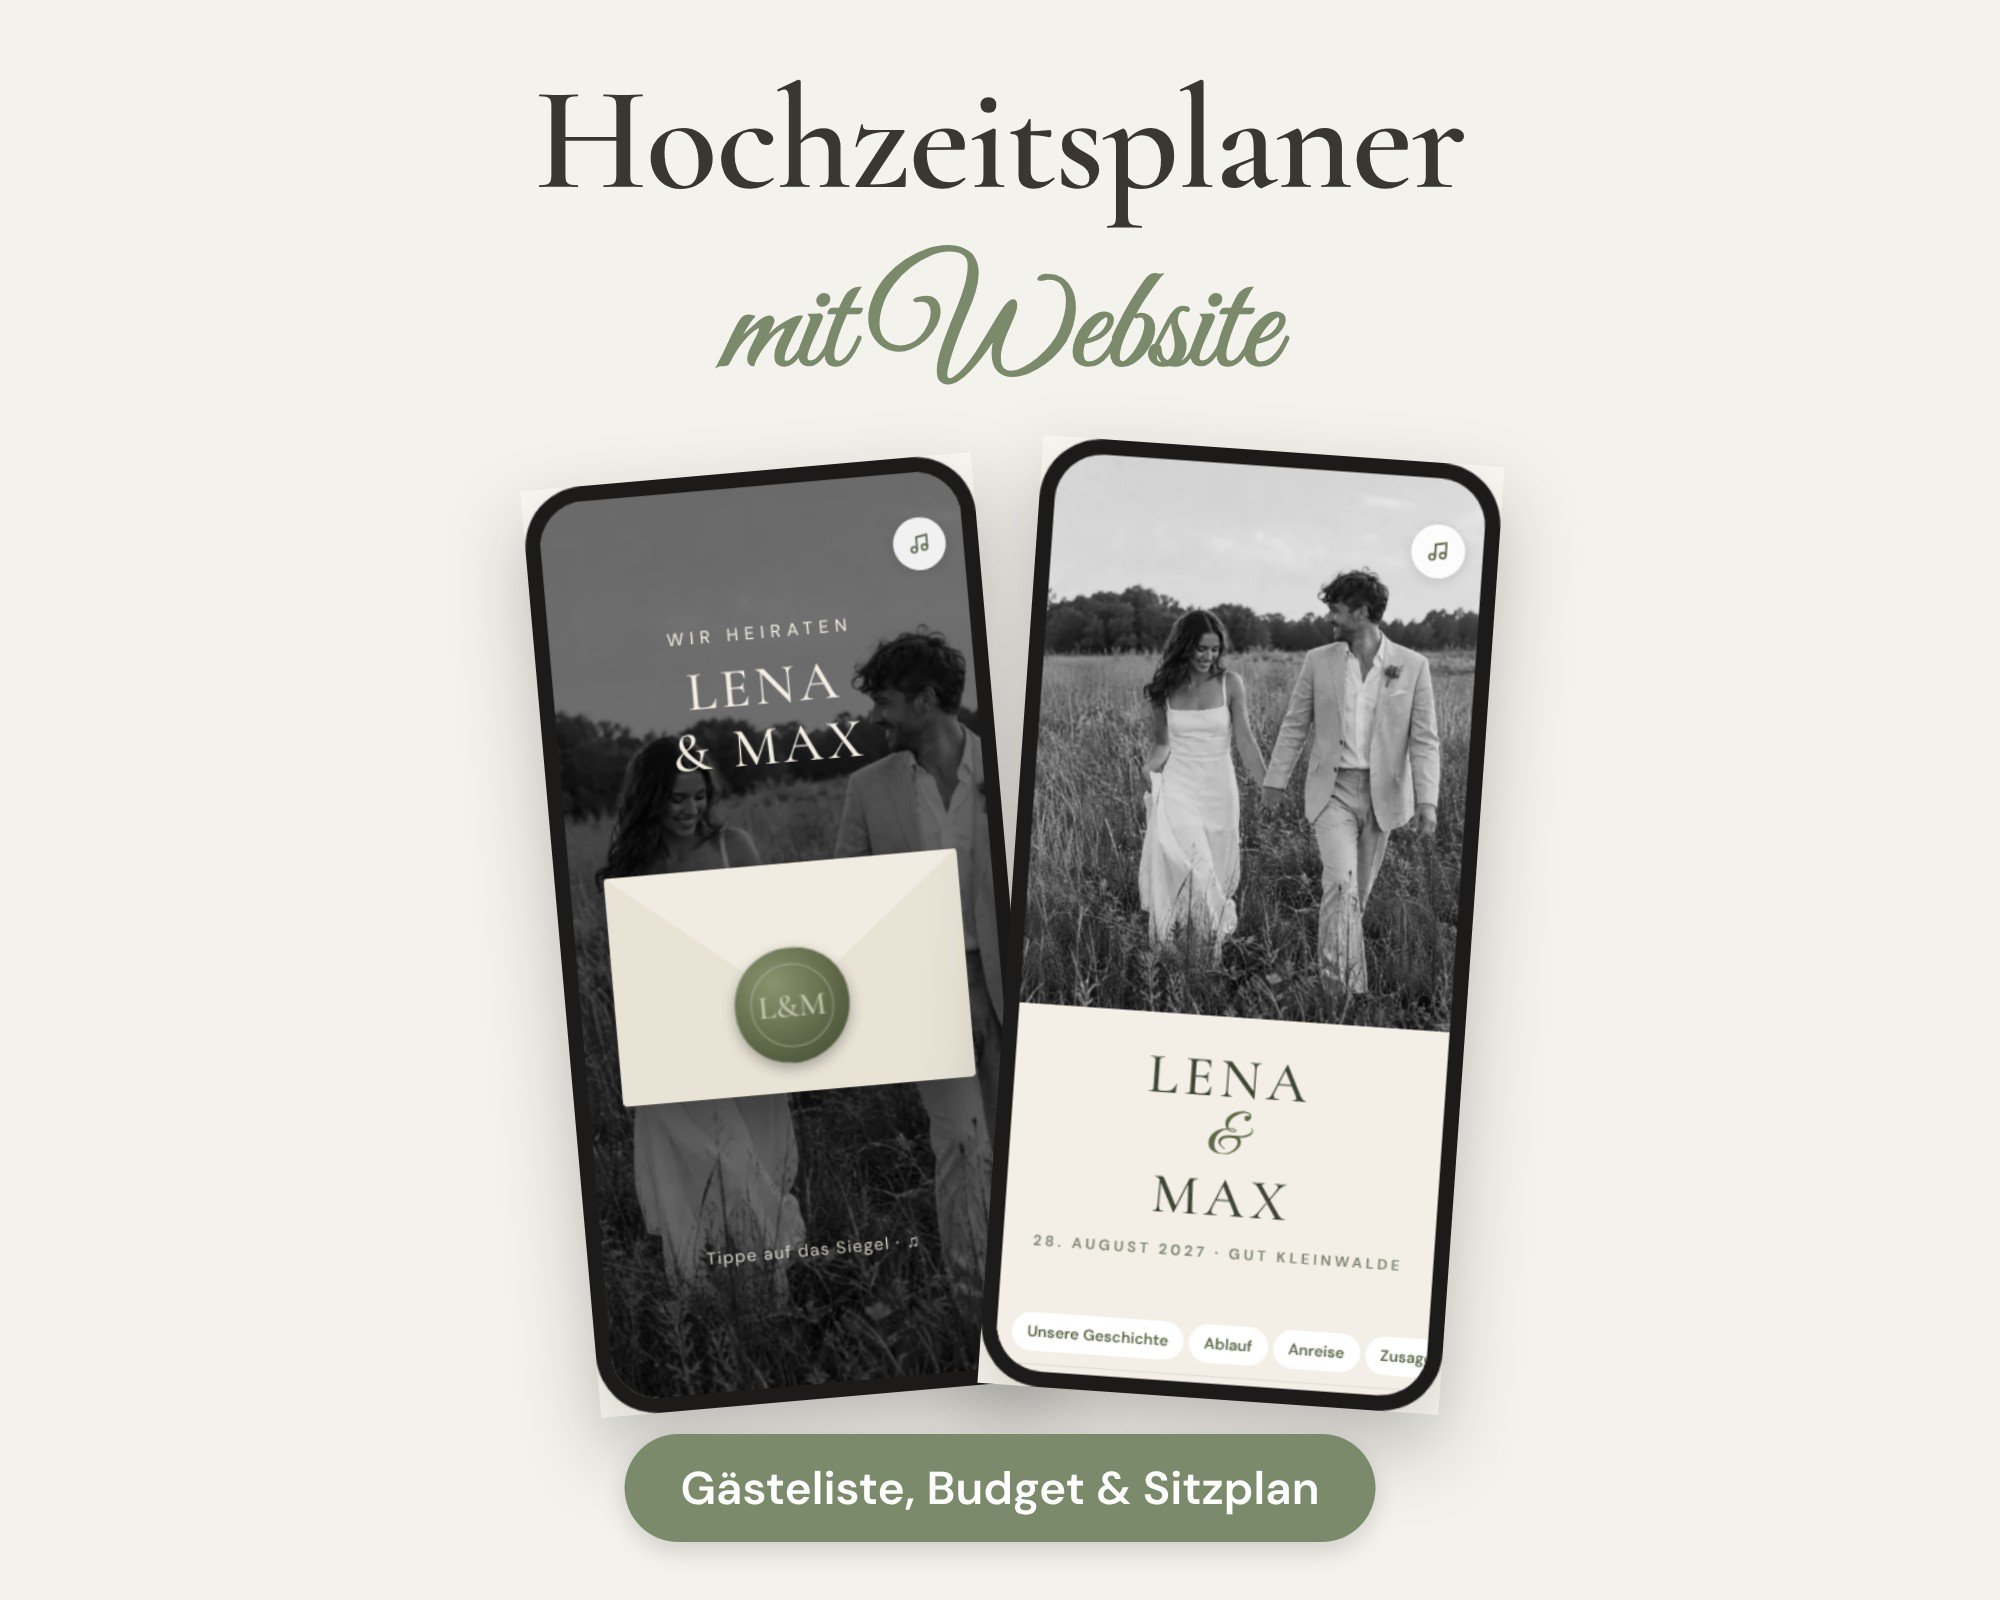 Hochzeitsplaner
mit Website
WIR HEIRATEN
LENA
& MAX
L&M
Tippe auf das Siegel · ♫
LENA
&
MAX
28. AUGUST 2027 · GUT KLEINWALDE
Unsere Geschichte
Ablauf
Anreise
Gästeliste, Budget & Sitzplan